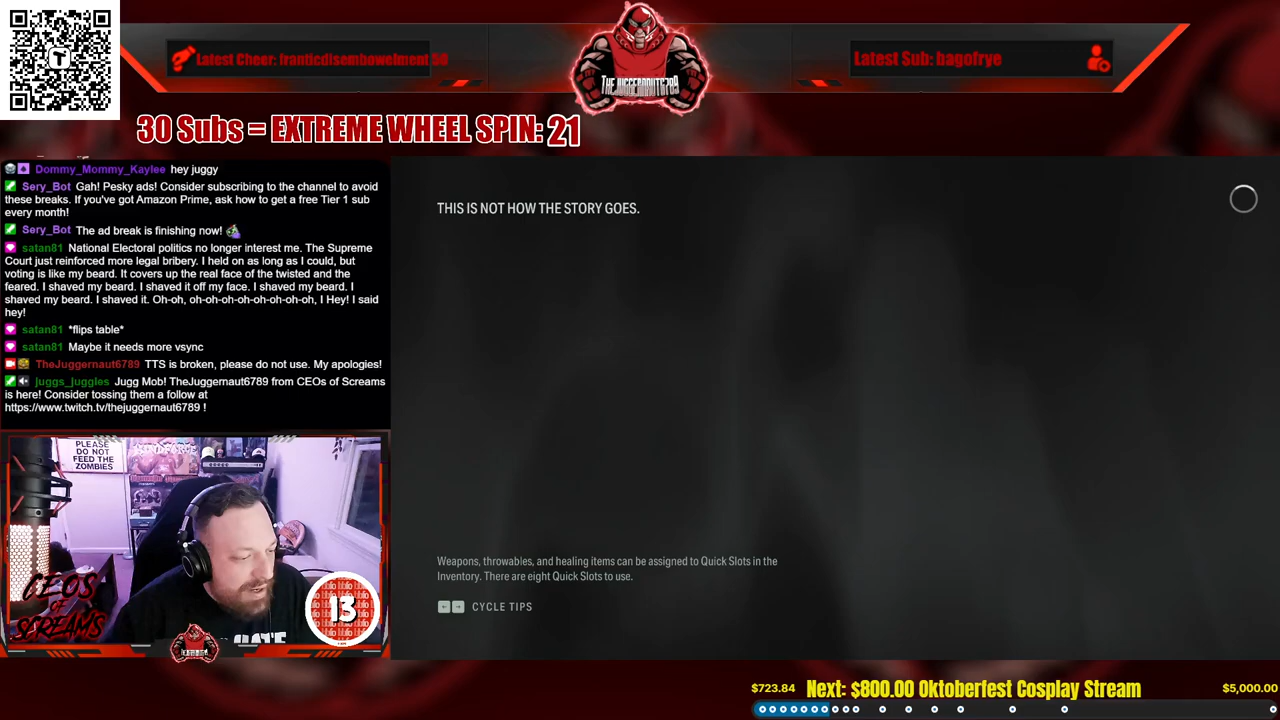 Latest Cheer: franticdisembowelment 50
THEJUGGERNAUT6789
Latest Sub: bagofrye
30 Subs = EXTREME WHEEL SPIN: 21
Dommy_Mommy_Kaylee hey juggy
Sery_Bot Gah! Pesky ads! Consider subscribing to the channel to avoid
these breaks. If you've got Amazon Prime, ask how to get a free Tier 1 sub
every month!
Sery_Bot The ad break is finishing now!
satan81 National Electoral politics no longer interest me. The Supreme
Court just reinforced more legal bribery. I held on as long as I could, but
voting is like my beard. It covers up the real face of the twisted and the
feared. I shaved my beard. I shaved it off my face. I shaved my beard. I
shaved my beard. I shaved it. Oh-oh, oh-oh-oh-oh-oh-oh-oh, I Hey! I said
hey!
satan81 *flips table*
satan81 Maybe it needs more vsync
TheJuggernaut6789 TTS is broken, please do not use. My apologies!
juggs_juggles Jugg Mob! TheJuggernaut6789 from CEOs of Screams
is here! Consider tossing them a follow at
https://www.twitch.tv/thejuggernaut6789 !
THIS IS NOT HOW THE STORY GOES.
Weapons, throwables, and healing items can be assigned to Quick Slots in the
Inventory. There are eight Quick Slots to use.
CYCLE TIPS
PLEASE
DO NOT
FEED THE
ZOMBIES
CEOS
OF
SCREAMS
13
$723.84 Next: $800.00 Oktoberfest Cosplay Stream $5,000.00